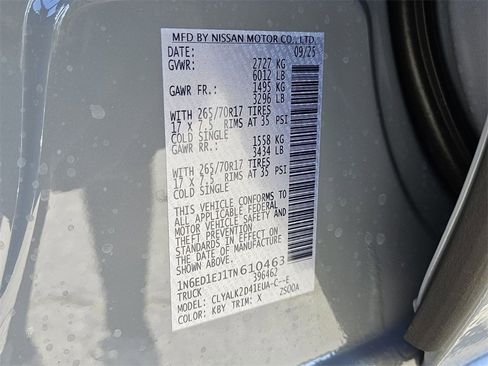 MFD BY NISSAN MOTOR CO., LTD.
DATE: 09/25
GVWR: 2727 KG
6012 LB
GAWR FR: 1495 KG
3296 LB
WITH 265/70R17 TIRES
17 X 7.5 RIMS AT 35 PSI
COLD SINGLE
GAWR RR: 1558 KG
3434 LB
WITH 265/70R17 TIRES
17 X 7.5 RIMS AT 35 PSI
COLD SINGLE
THIS VEHICLE CONFORMS TO
ALL APPLICABLE FEDERAL
MOTOR VEHICLE SAFETY AND
THEFT PREVENTION
STANDARDS IN EFFECT ON
THE DATE OF MANUFACTURE
SHOWN ABOVE.
1N6ED1EJ1TN610463
TRUCK 396462
MODEL: CLYALK2D41EUA-C--E
COLOR: KBY TRIM: X